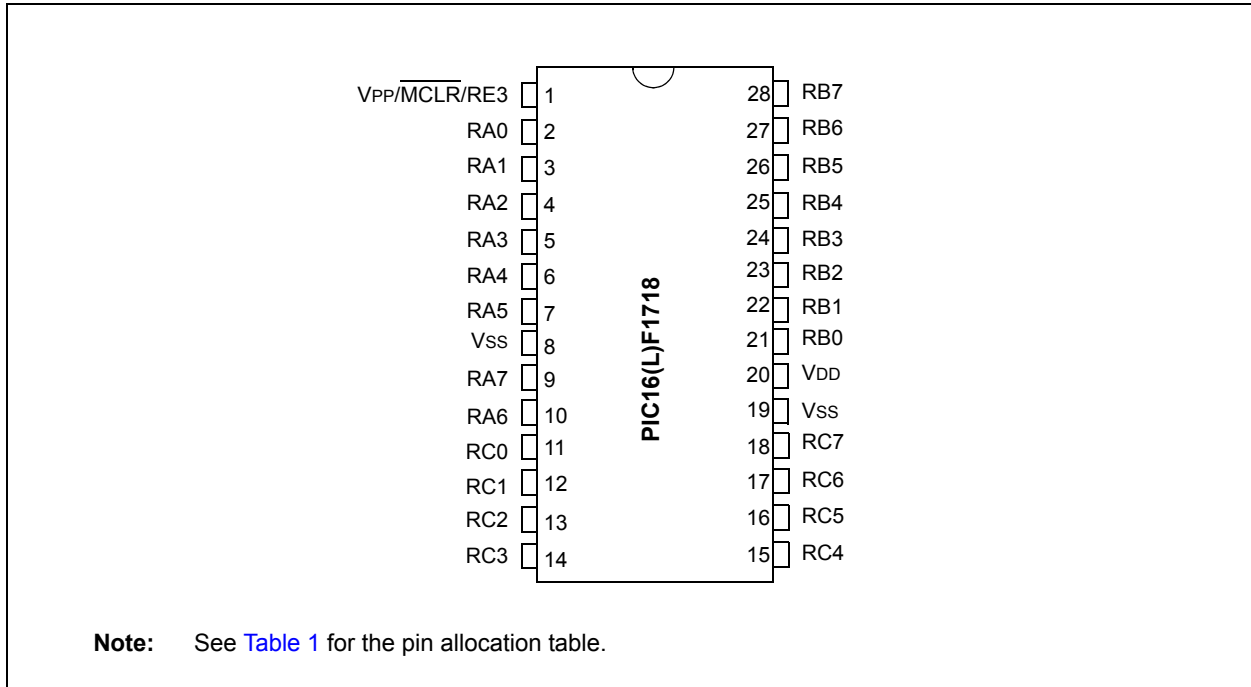 VPP/MCLR/RE3 1 28 RB7
RA0 2 27 RB6
RA1 3 26 RB5
RA2 4 25 RB4
RA3 5 24 RB3
RA4 6 23 RB2
RA5 7 22 RB1
VSS 8 21 RB0
RA7 9 20 VDD
RA6 10 19 VSS
RC0 11 18 RC7
RC1 12 17 RC6
RC2 13 16 RC5
RC3 14 15 RC4
PIC16(L)F1718
Note: See Table 1 for the pin allocation table.